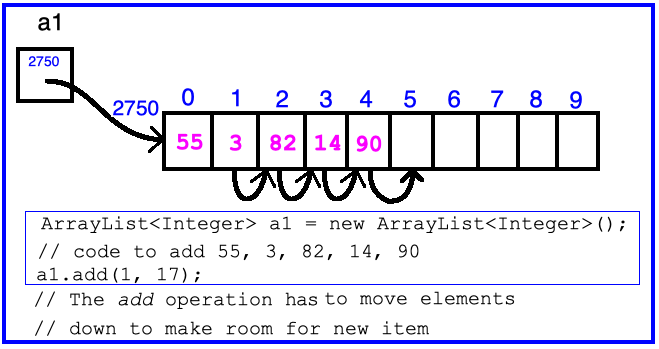 a1
2750
2750
0 1 2 3 4 5 6 7 8 9
55 3 82 14 90
ArrayList<Integer> a1 = new ArrayList<Integer>();
// code to add 55, 3, 82, 14, 90
a1.add(1, 17);
// The add operation has to move elements
// down to make room for new item